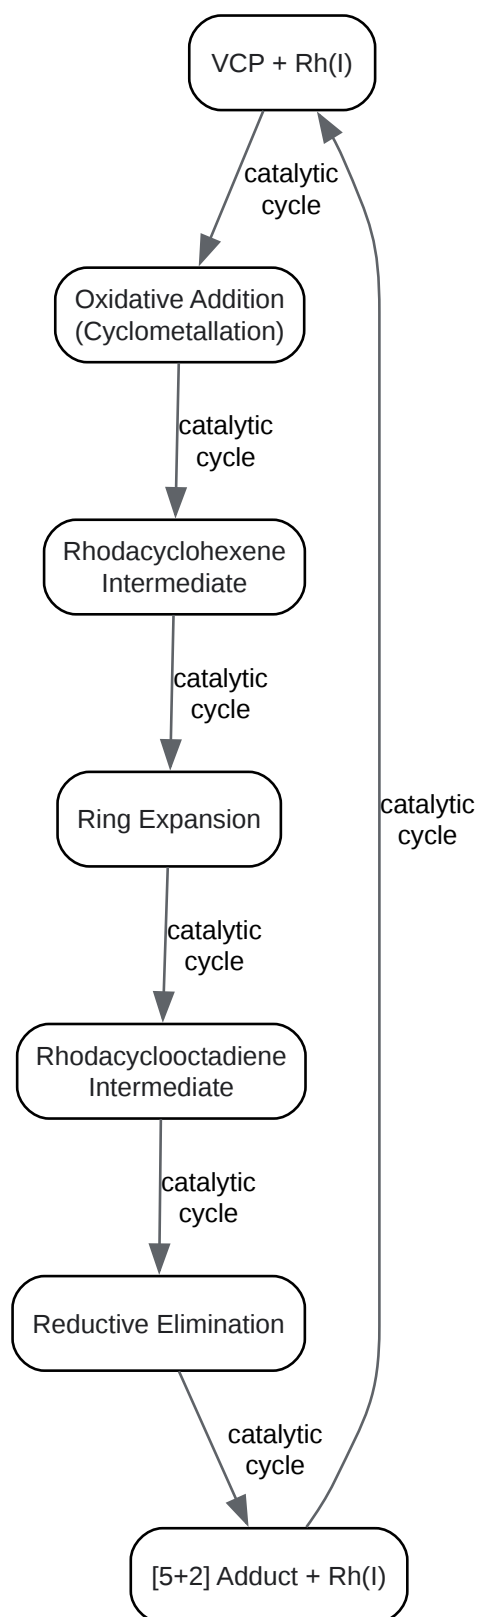 VCP + Rh(I)
catalytic
cycle
Oxidative Addition
(Cyclometallation)
catalytic
cycle
Rhodacyclohexene
Intermediate
catalytic
cycle
Ring Expansion
catalytic
cycle
catalytic
cycle
Rhodacyclooctadiene
Intermediate
catalytic
cycle
Reductive Elimination
catalytic
cycle
[5+2] Adduct + Rh(I)